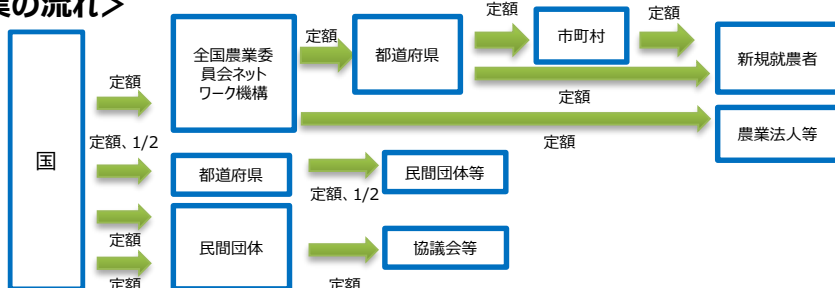 業の流れ>
国
定額
全国農業委
員会ネット
ワーク機構
定額
都道府県
定額
市町村
定額
新規就農者
定額
定額
農業法人等
定額、1/2
都道府県
定額、1/2
民間団体等
定額
定額
民間団体
定額
協議会等